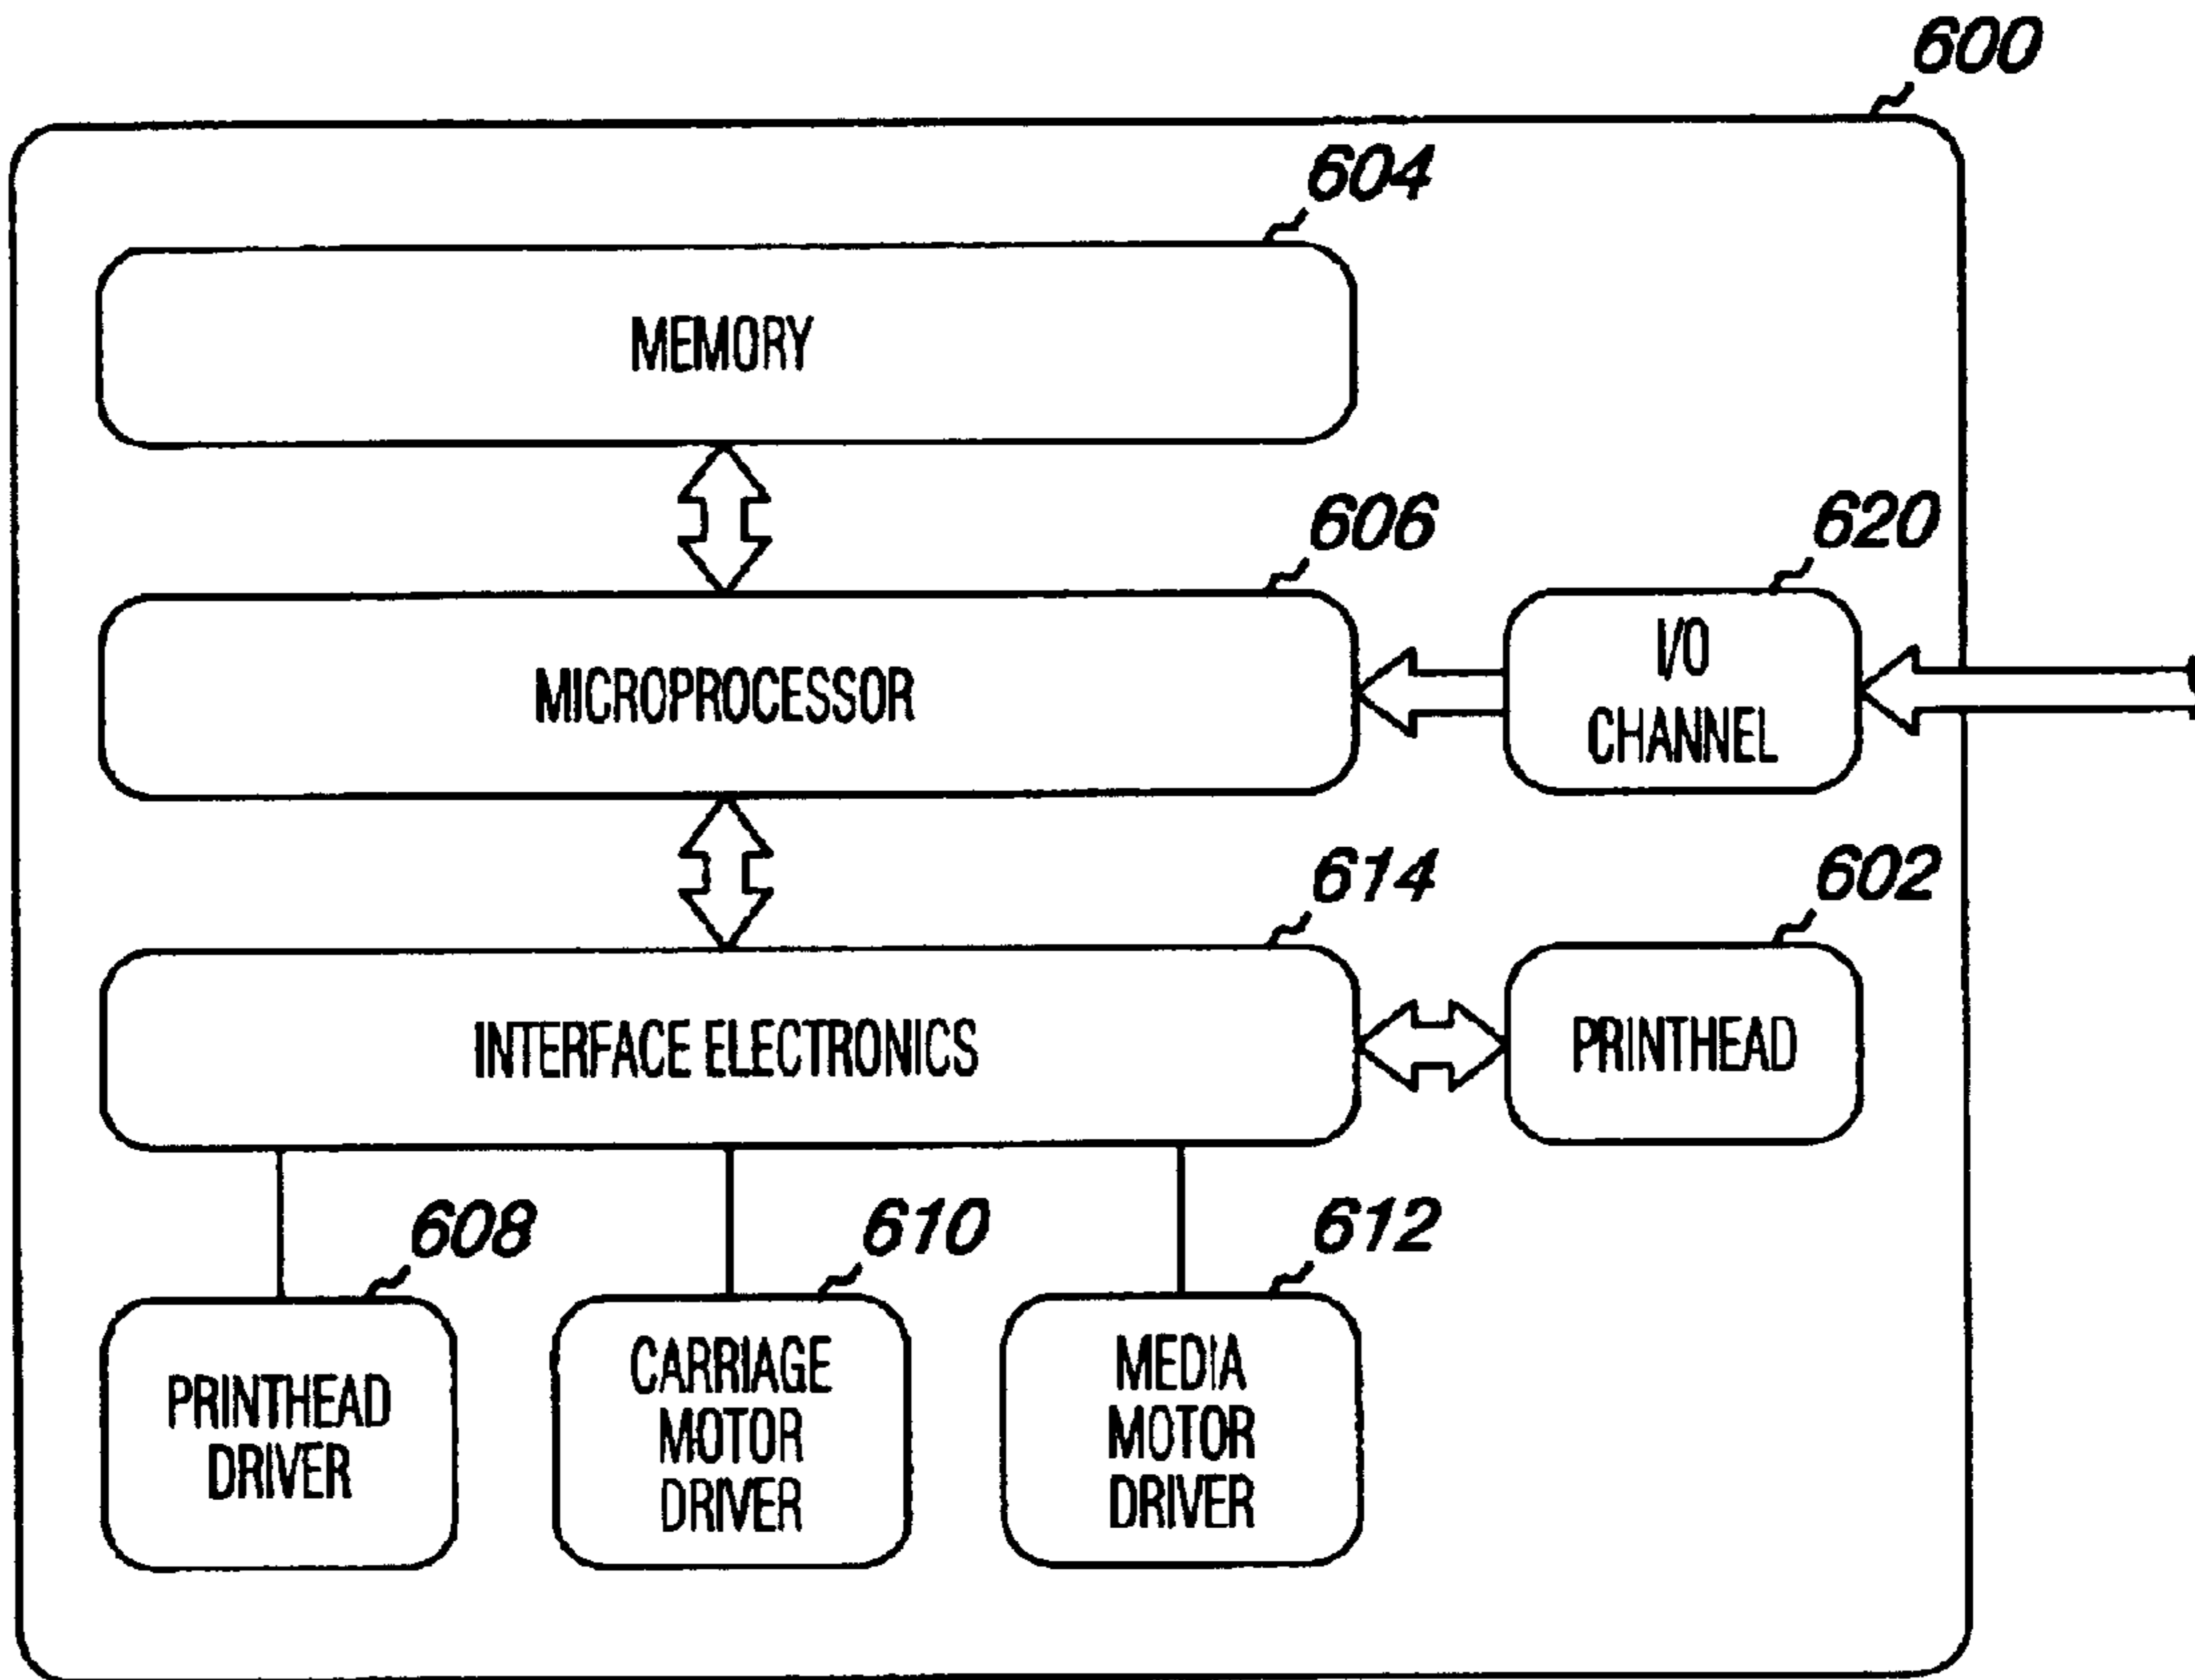 600
604
MEMORY
606
620
MICROPROCESSOR
I/O
CHANNEL
614
602
INTERFACE ELECTRONICS
PRINTHEAD
608
610
612
PRINTHEAD
DRIVER
CARRIAGE
MOTOR
DRIVER
MEDIA
MOTOR
DRIVER